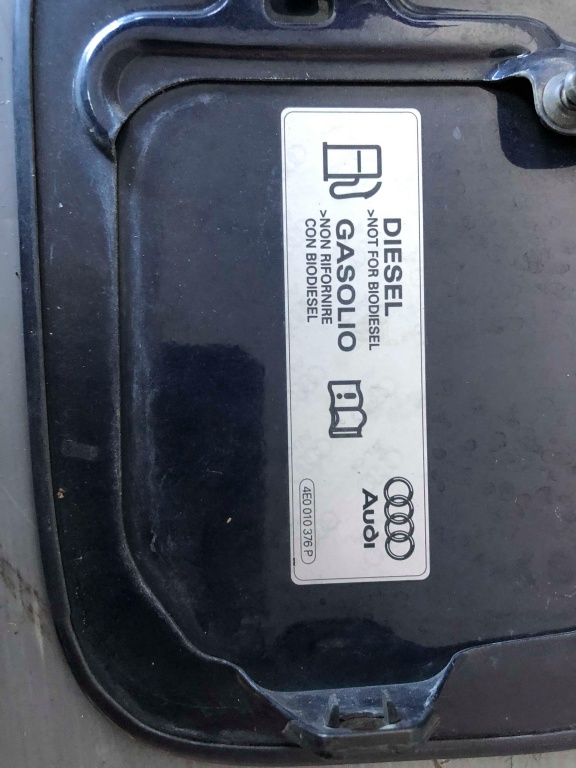 DIESEL
>NOT FOR BIODIESEL
GASOLIO
>NON RIFORNIRE
CON BIODIESEL
Audi
4E0 010 376 P